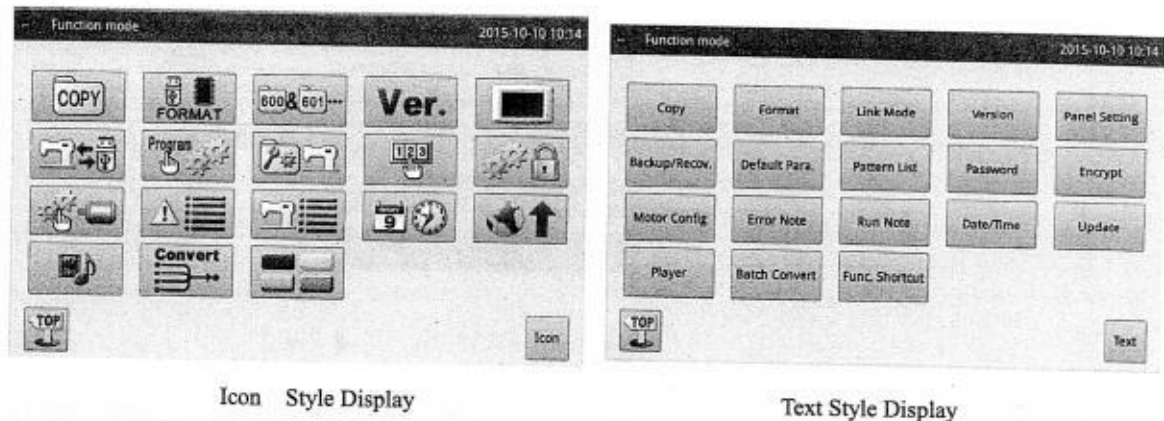 Function mode 2015-10-10 10:14
COPY FORMAT 600&601... Ver.
Program 123
9
Convert
TOP Icon
Icon Style Display
Function mode 2015-10-10 10:14
Copy Format Link Mode Version Panel Setting
Backup/Recov. Default Para. Pattern List Password Encrypt
Motor Config Error Note Run Note Date/Time Update
Player Batch Convert Func. Shortcut
TOP Text
Text Style Display